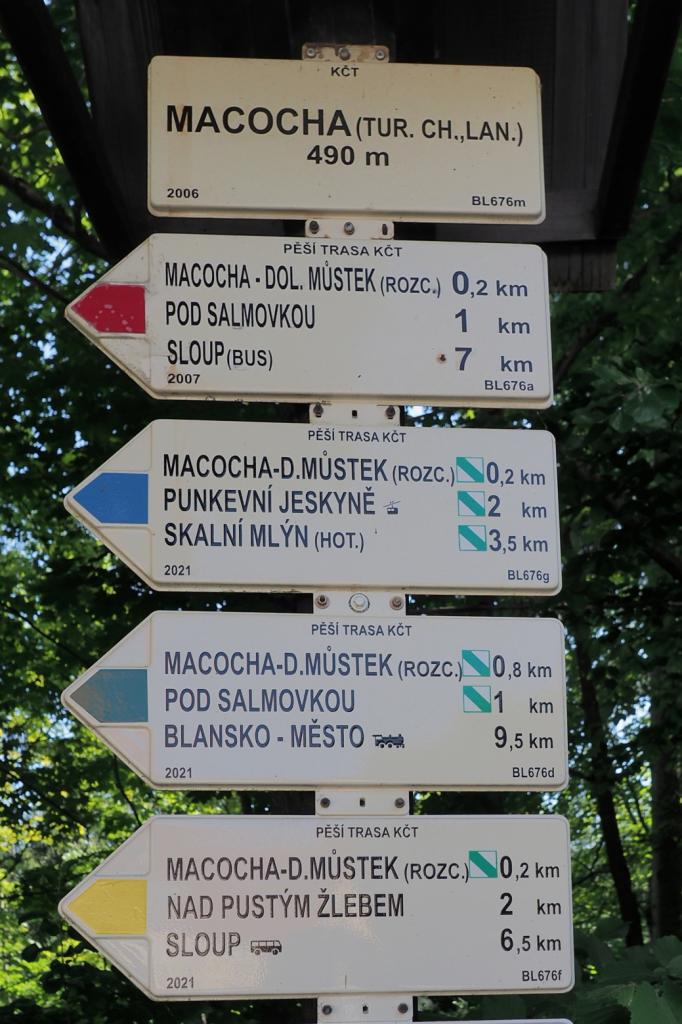 KČT
MACOCHA (TUR. CH.,LAN.)
490 m
2006 BL676m
PĚŠÍ TRASA KČT
MACOCHA - DOL. MŮSTEK (ROZC.) 0,2 km
POD SALMOVKOU 1 km
SLOUP (BUS) 7 km
2007 BL676a
PĚŠÍ TRASA KČT
MACOCHA-D.MŮSTEK (ROZC.) 0,2 km
PUNKEVNÍ JESKYNĚ 2 km
SKALNÍ MLÝN (HOT.) 3,5 km
2021 BL676g
PĚŠÍ TRASA KČT
MACOCHA-D.MŮSTEK (ROZC.) 0,8 km
POD SALMOVKOU 1 km
BLANSKO - MĚSTO 9,5 km
2021 BL676d
PĚŠÍ TRASA KČT
MACOCHA-D.MŮSTEK (ROZC.) 0,2 km
NAD PUSTÝM ŽLEBEM 2 km
SLOUP 6,5 km
2021 BL676f